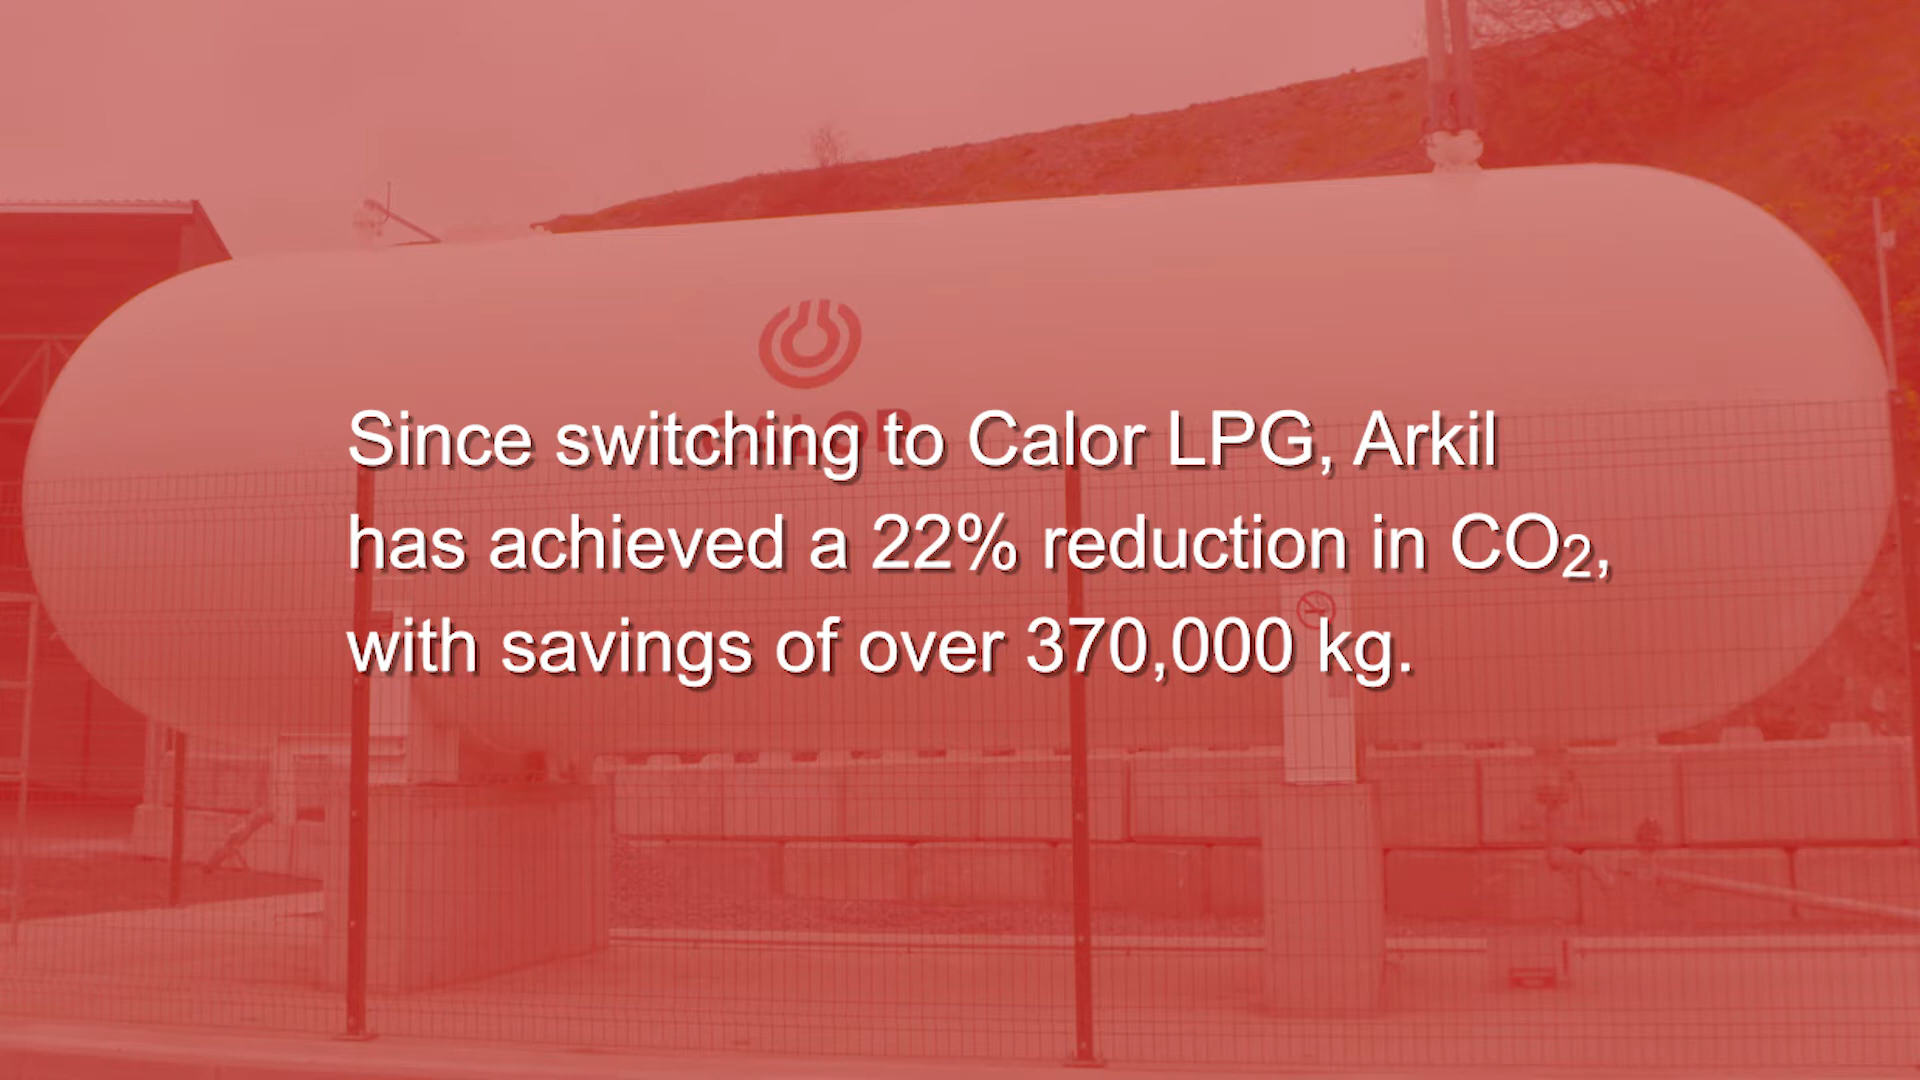 CALOR
Since switching to Calor LPG, Arkil
has achieved a 22% reduction in CO₂,
with savings of over 370,000 kg.